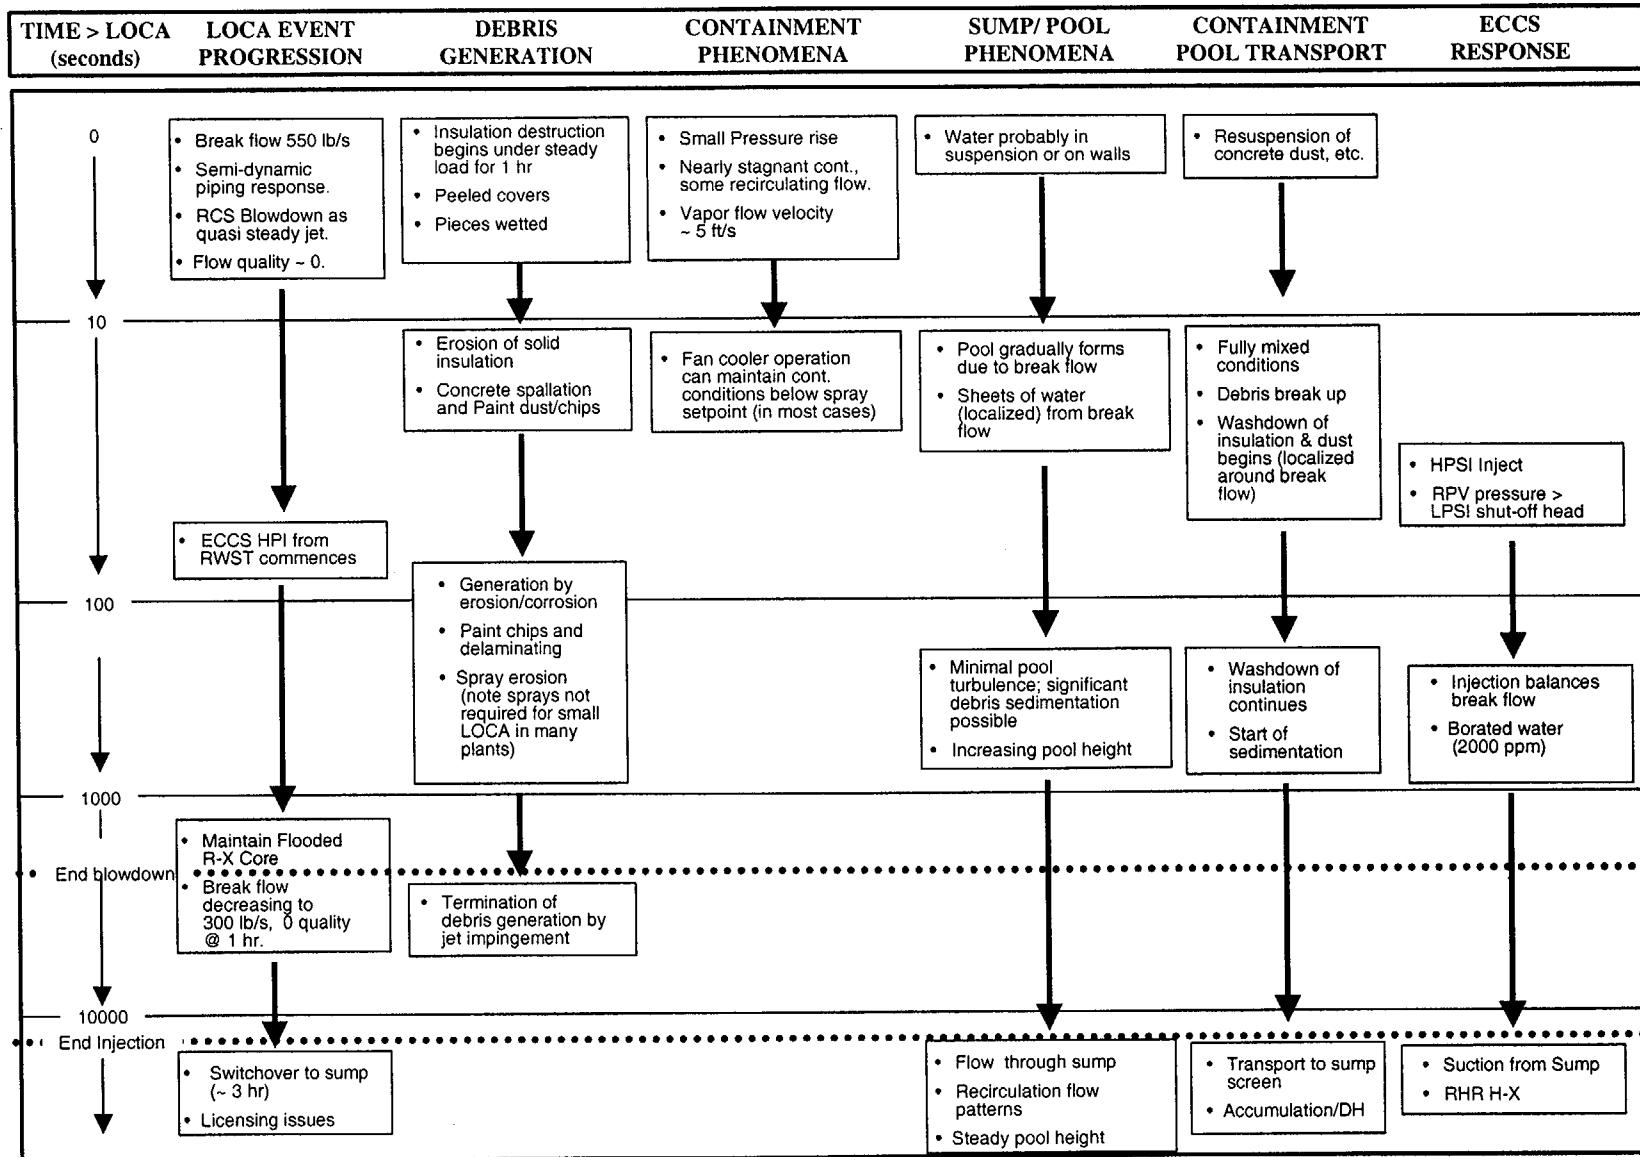 TIME > LOCA
(seconds)
LOCA EVENT
PROGRESSION
DEBRIS
GENERATION
CONTAINMENT
PHENOMENA
SUMP/ POOL
PHENOMENA
CONTAINMENT
POOL TRANSPORT
ECCS
RESPONSE
0
• Break flow 550 lb/s
• Semi-dynamic
piping response.
• RCS Blowdown as
quasi steady jet.
• Flow quality ~ 0.
• Insulation destruction
begins under steady
load for 1 hr
• Peeled covers
• Pieces wetted
• Small Pressure rise
• Nearly stagnant cont.,
some recirculating flow.
• Vapor flow velocity
~ 5 ft/s
• Water probably in
suspension or on walls
• Resuspension of
concrete dust, etc.
10
• Erosion of solid
insulation
• Concrete spallation
and Paint dust/chips
• Fan cooler operation
can maintain cont.
conditions below spray
setpoint (in most cases)
• Pool gradually forms
due to break flow
• Sheets of water
(localized) from break
flow
• Fully mixed
conditions
• Debris break up
• Washdown of
insulation & dust
begins (localized
around break
flow)
• HPSI Inject
• RPV pressure >
LPSI shut-off head
• ECCS HPI from
RWST commences
100
• Generation by
erosion/corrosion
• Paint chips and
delaminating
• Spray erosion
(note sprays not
required for small
LOCA in many
plants)
• Minimal pool
turbulence; significant
debris sedimentation
possible
• Increasing pool height
• Washdown of
insulation
continues
• Start of
sedimentation
• Injection balances
break flow
• Borated water
(2000 ppm)
1000
• Maintain Flooded
R-X Core
• Break flow
decreasing to
300 lb/s, 0 quality
@ 1 hr.
End blowdown
• Termination of
debris generation by
jet impingement
10000
End Injection
• Switchover to sump
(~ 3 hr)
• Licensing issues
• Flow through sump
• Recirculation flow
patterns
• Steady pool height
• Transport to sump
screen
• Accumulation/DH
• Suction from Sump
• RHR H-X